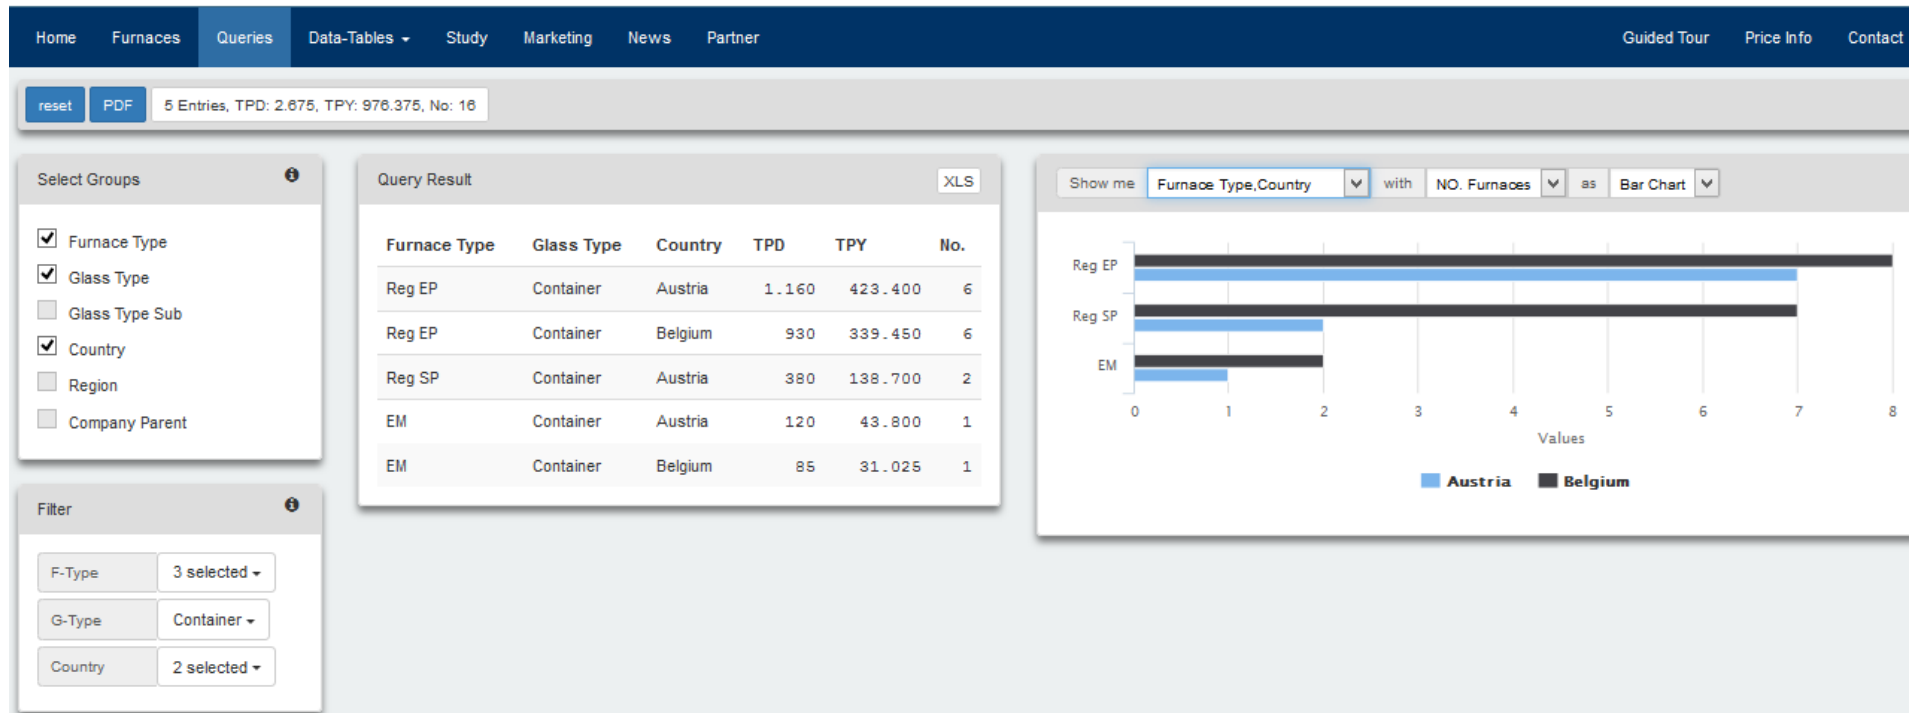 Home Furnaces Queries Data-Tables Study Marketing News Partner Guided Tour Price Info Contact
reset PDF 5 Entries, TPD: 2.675, TPY: 976.375, No: 16
Select Groups
Furnace Type
Glass Type
Glass Type Sub
Country
Region
Company Parent
Filter
F-Type 3 selected
G-Type Container
Country 2 selected
Query Result XLS
Furnace Type Glass Type Country TPD TPY No.
Reg EP Container Austria 1.160 423.400 6
Reg EP Container Belgium 930 339.450 6
Reg SP Container Austria 380 138.700 2
EM Container Austria 120 43.800 1
EM Container Belgium 85 31.025 1
Show me Furnace Type,Country with NO. Furnaces as Bar Chart
Reg EP
Reg SP
EM
0 1 2 3 4 5 6 7 8
Values
Austria Belgium